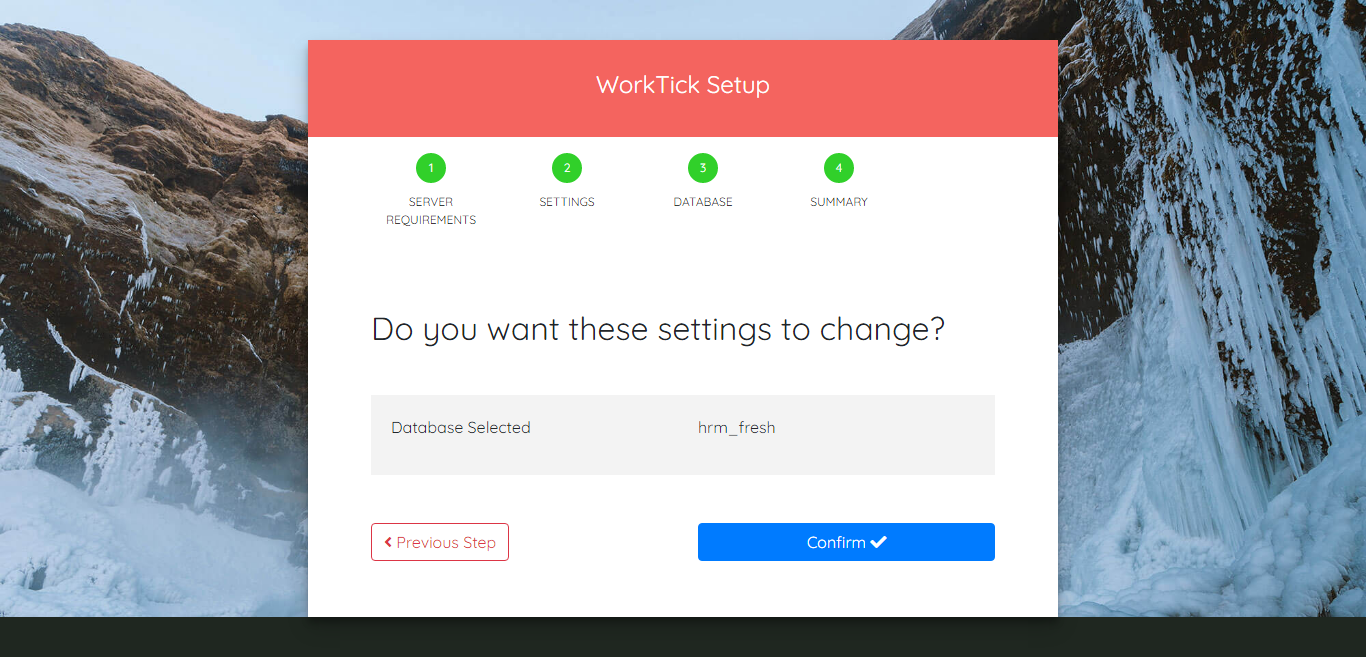 WorkTick Setup
1
2
3
4
SERVER REQUIREMENTS
SETTINGS
DATABASE
SUMMARY
Do you want these settings to change?
Database Selected
hrm_fresh
Previous Step
Confirm